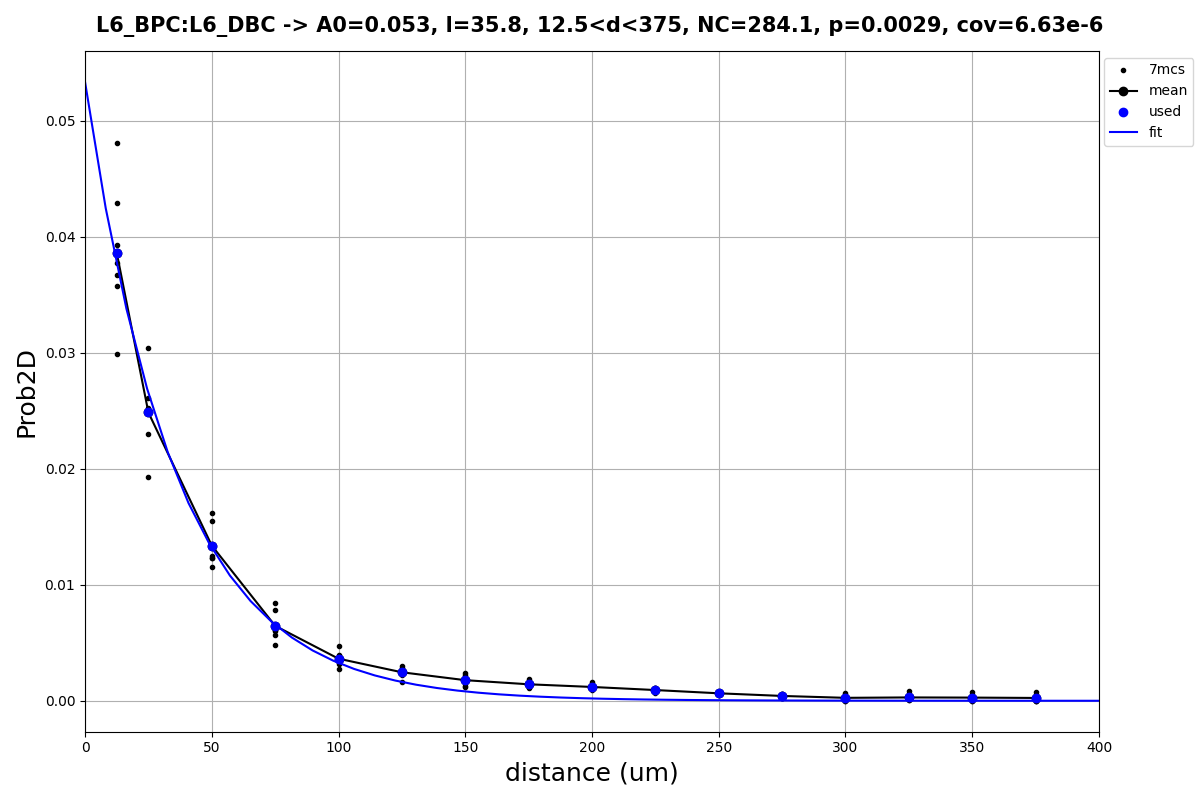 L6_BPC:L6_DBC -> A0=0.053, l=35.8, 12.5<d<375, NC=284.1, p=0.0029, cov=6.63e-6
7mcs
mean
used
fit
0.05
0.04
0.03
0.02
0.01
0.00
Prob2D
0 50 100 150 200 250 300 350 400
distance (um)